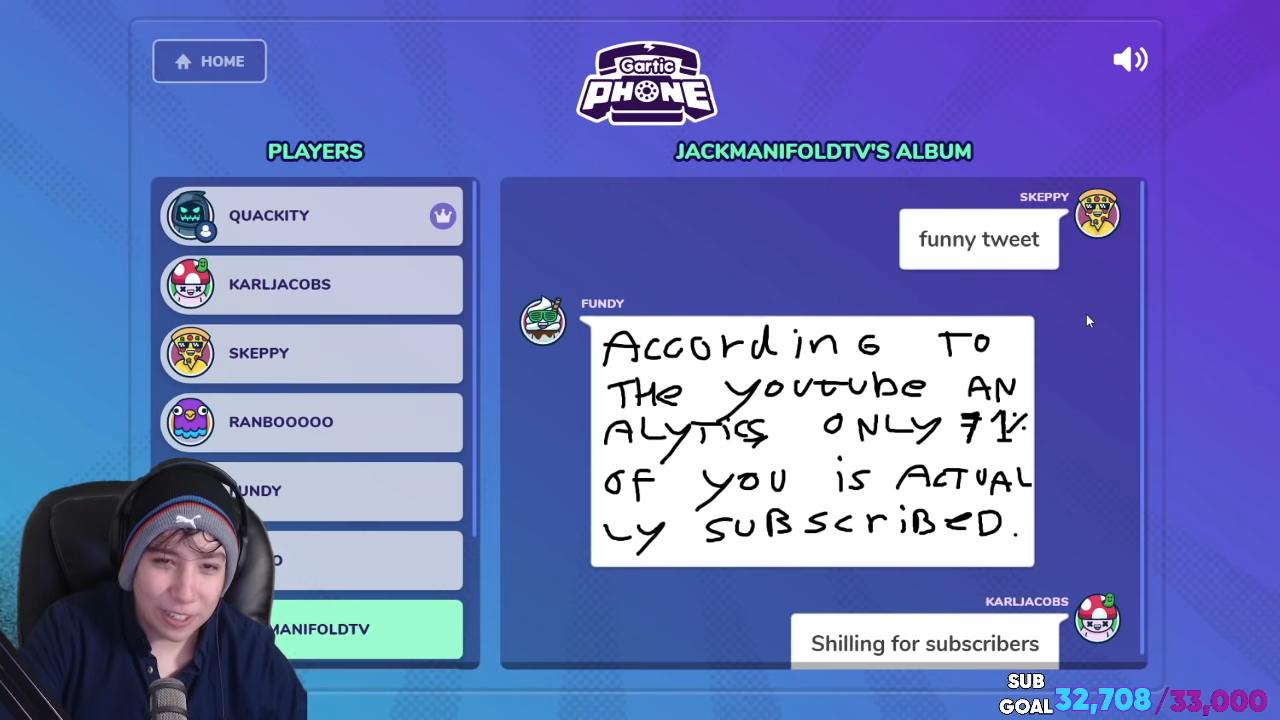 HOME
Gartic
PHONE
PLAYERS
JACKMANIFOLDTV'S ALBUM
QUACKITY
KARLJACOBS
SKEPPY
RANBOOOOO
UNDY
O
MANIFOLDTV
SKEPPY
funny tweet
FUNDY
According TO
THe YouTube AN
ALYTicS ONLY 71%
OF YOU is ACTUAL
LY SUBScriBeD.
KARLJACOBS
Shilling for subscribers
SUB
GOAL 32,708/33,000